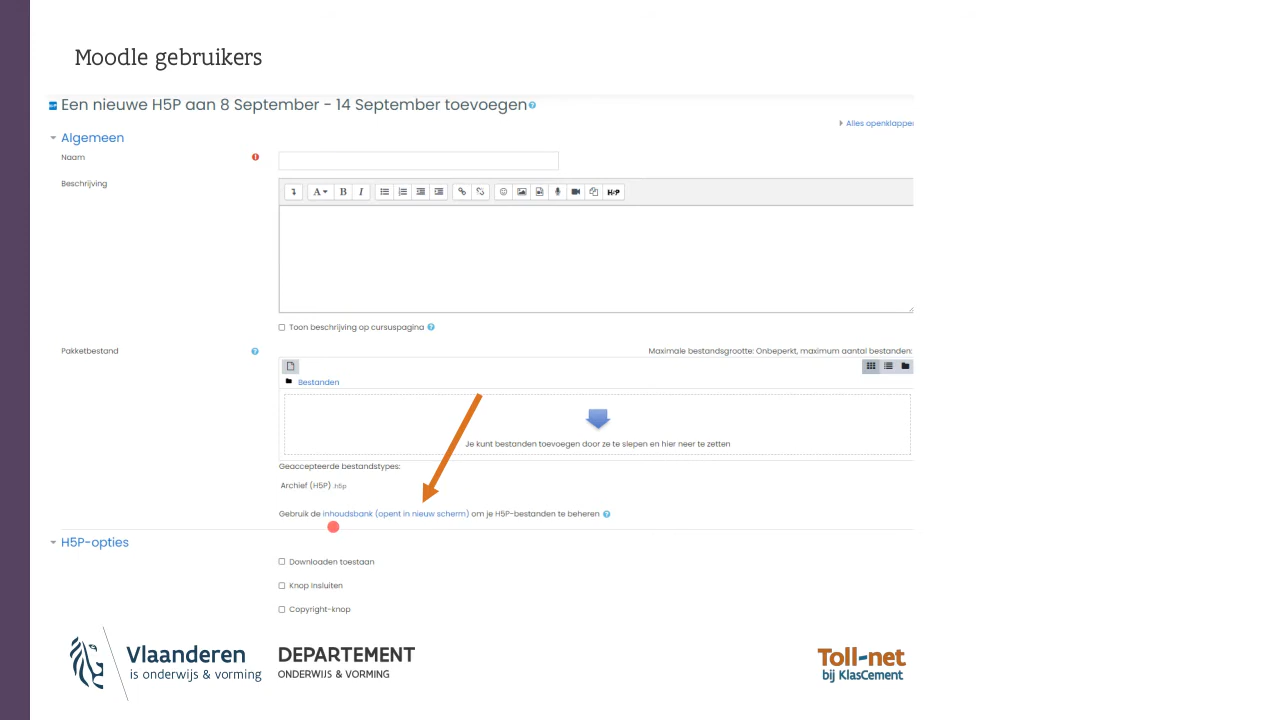 Moodle gebruikers
Een nieuwe H5P aan 8 September - 14 September toevoegen
Alles openklappen
Algemeen
Naam
Beschrijving
A B I H5P
Toon beschrijving op cursuspagina
Pakketbestand
Maximale bestandsgrootte: Onbeperkt, maximum aantal bestanden:
Bestanden
Je kunt bestanden toevoegen door ze te slepen en hier neer te zetten
Geaccepteerde bestandstypes:
Archief (H5P) .h5p
Gebruik de inhoudsbank (opent in nieuw scherm) om je H5P-bestanden te beheren
H5P-opties
Downloaden toestaan
Knop Insluiten
Copyright-knop
Vlaanderen
is onderwijs & vorming
DEPARTEMENT
ONDERWIJS & VORMING
Toll-net
bij KlasCement